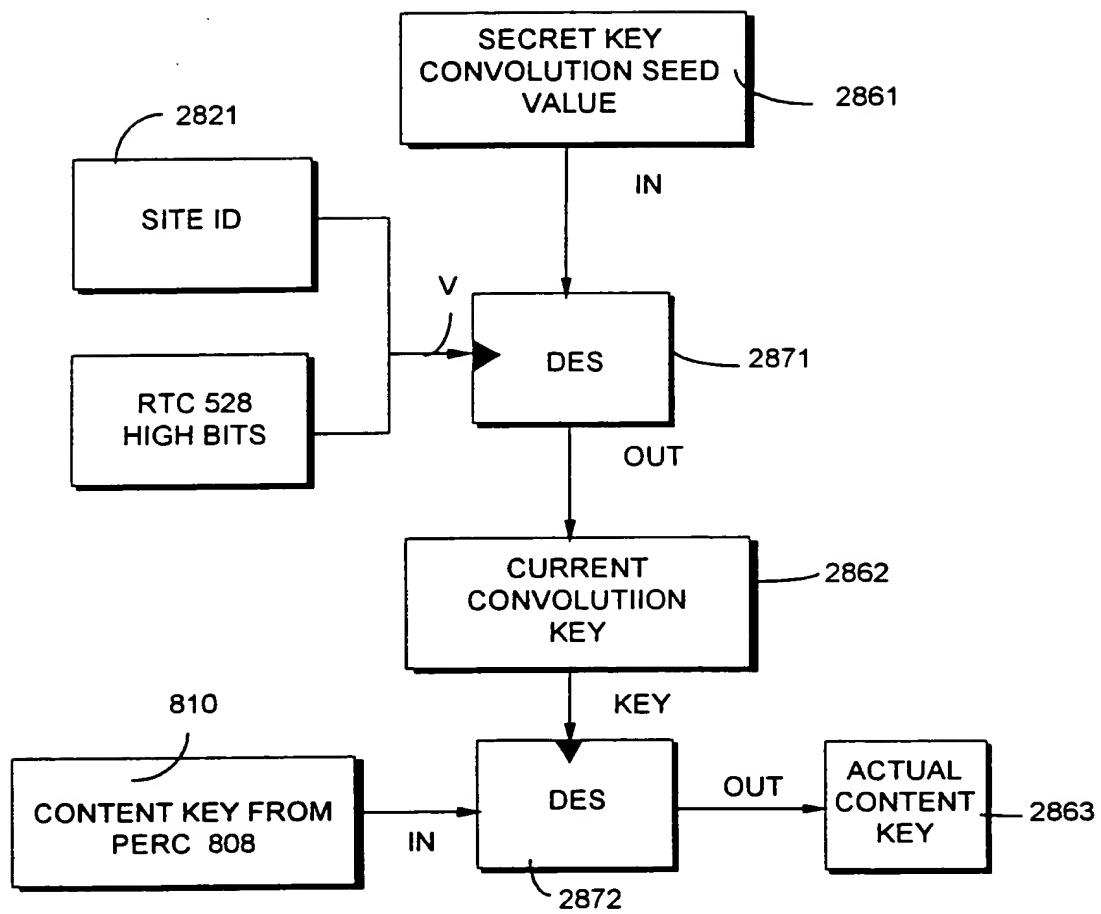 SECRET KEY
CONVOLUTION SEED
VALUE
2861
2821
SITE ID
IN
V
DES
2871
RTC 528
HIGH BITS
OUT
CURRENT
CONVOLUTIION
KEY
2862
KEY
810
CONTENT KEY FROM
PERC 808
IN
DES
OUT
ACTUAL
CONTENT
KEY
2863
2872